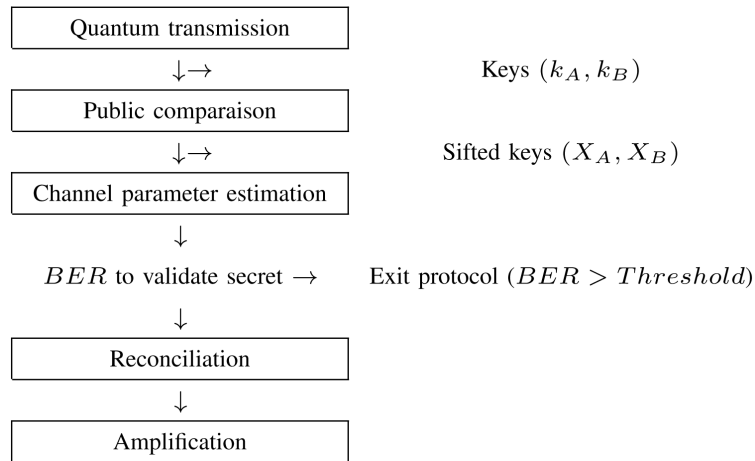 Quantum transmission
↓→ Keys (k_A, k_B)
Public comparaison
↓→ Sifted keys (X_A, X_B)
Channel parameter estimation
↓
BER to validate secret → Exit protocol (BER > Threshold)
↓
Reconciliation
↓
Amplification